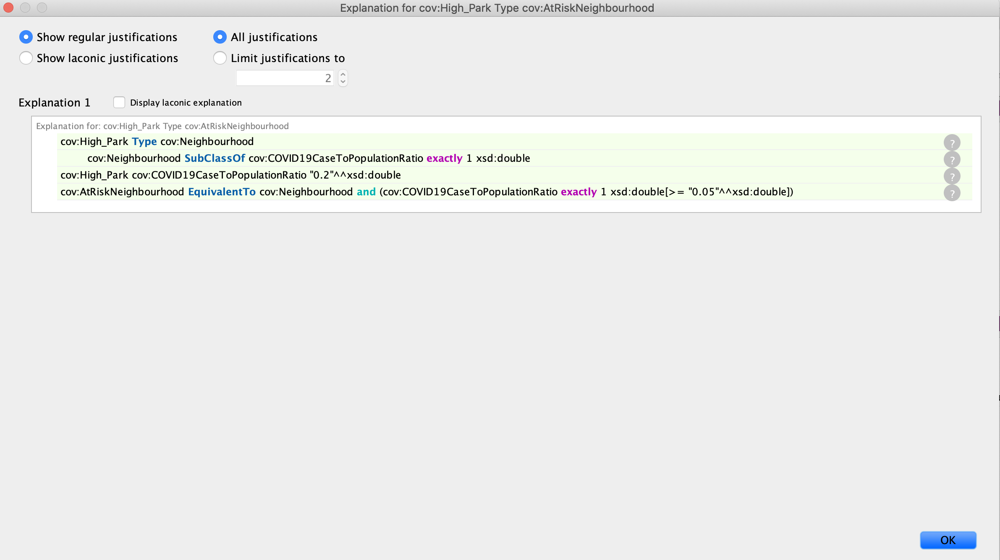 Explanation for cov:High_Park Type cov:AtRiskNeighbourhood
Show regular justifications
All justifications
Show laconic justifications
Limit justifications to
2
Explanation 1
Display laconic explanation
Explanation for: cov:High_Park Type cov:AtRiskNeighbourhood
cov:High_Park Type cov:Neighbourhood ?
cov:Neighbourhood SubClassOf cov:COVID19CaseToPopulationRatio exactly 1 xsd:double ?
cov:High_Park cov:COVID19CaseToPopulationRatio "0.2"^^xsd:double ?
cov:AtRiskNeighbourhood EquivalentTo cov:Neighbourhood and (cov:COVID19CaseToPopulationRatio exactly 1 xsd:double[>= "0.05"^^xsd:double]) ?
OK